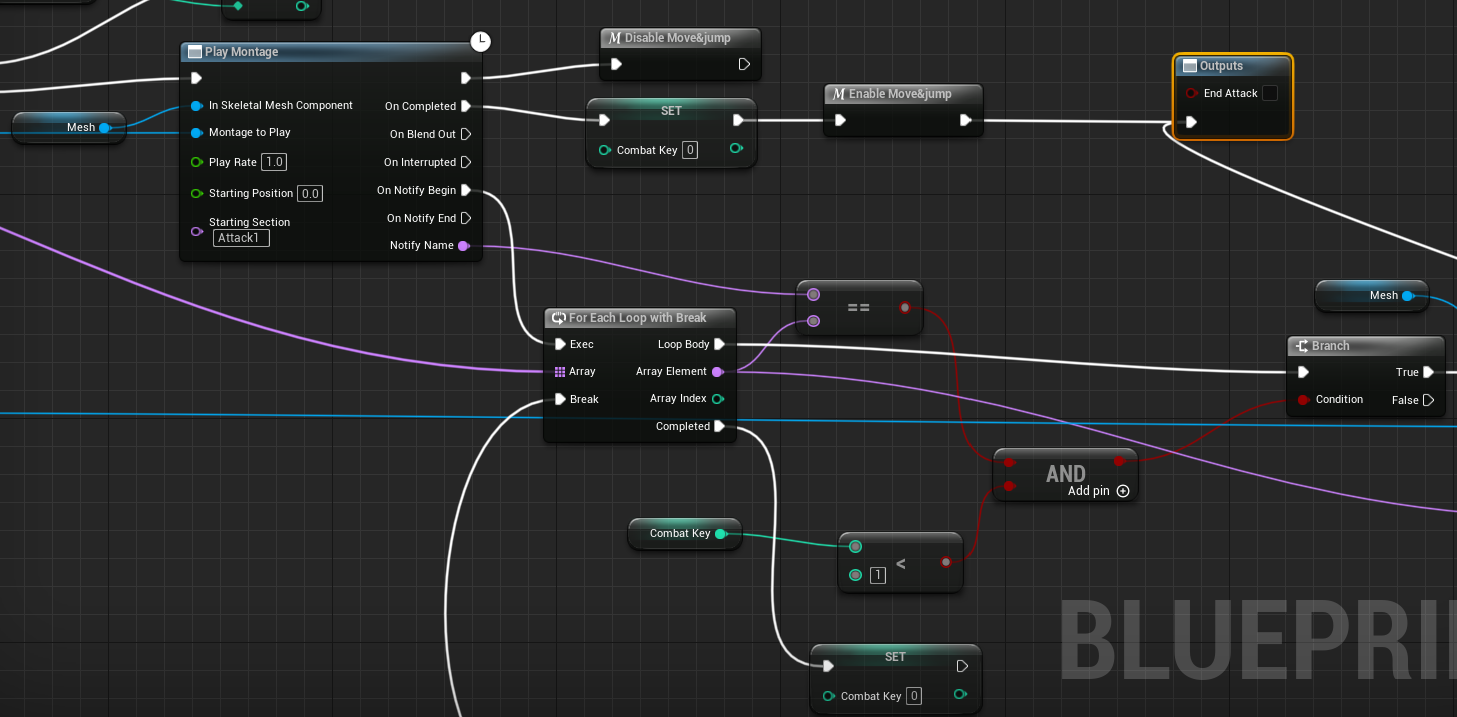 Play Montage
In Skeletal Mesh Component
Montage to Play
Play Rate 1.0
Starting Position 0.0
Starting Section
Attack1
On Completed
On Blend Out
On Interrupted
On Notify Begin
On Notify End
Notify Name
Mesh
M Disable Move&jump
SET
Combat Key 0
M Enable Move&jump
Outputs
End Attack
==
For Each Loop with Break
Exec
Array
Break
Loop Body
Array Element
Array Index
Completed
Mesh
Branch
Condition
True
False
AND
Add pin
Combat Key
1
<
SET
Combat Key 0
BLUEPRI